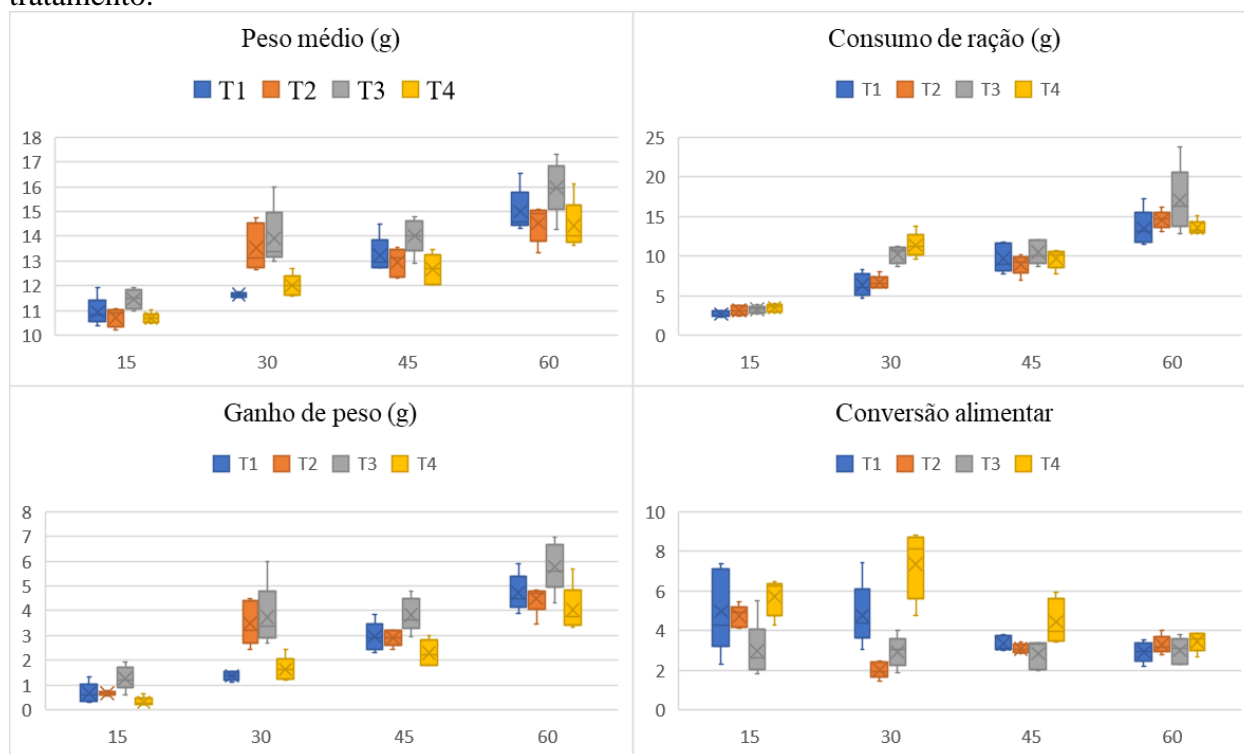 tratamento.
Peso médio (g)
T1 T2 T3 T4
18
17
16
15
14
13
12
11
10
15 30 45 60
Consumo de ração (g)
T1 T2 T3 T4
25
20
15
10
5
0
15 30 45 60
Ganho de peso (g)
T1 T2 T3 T4
8
7
6
5
4
3
2
1
0
15 30 45 60
Conversão alimentar
T1 T2 T3 T4
10
8
6
4
2
0
15 30 45 60